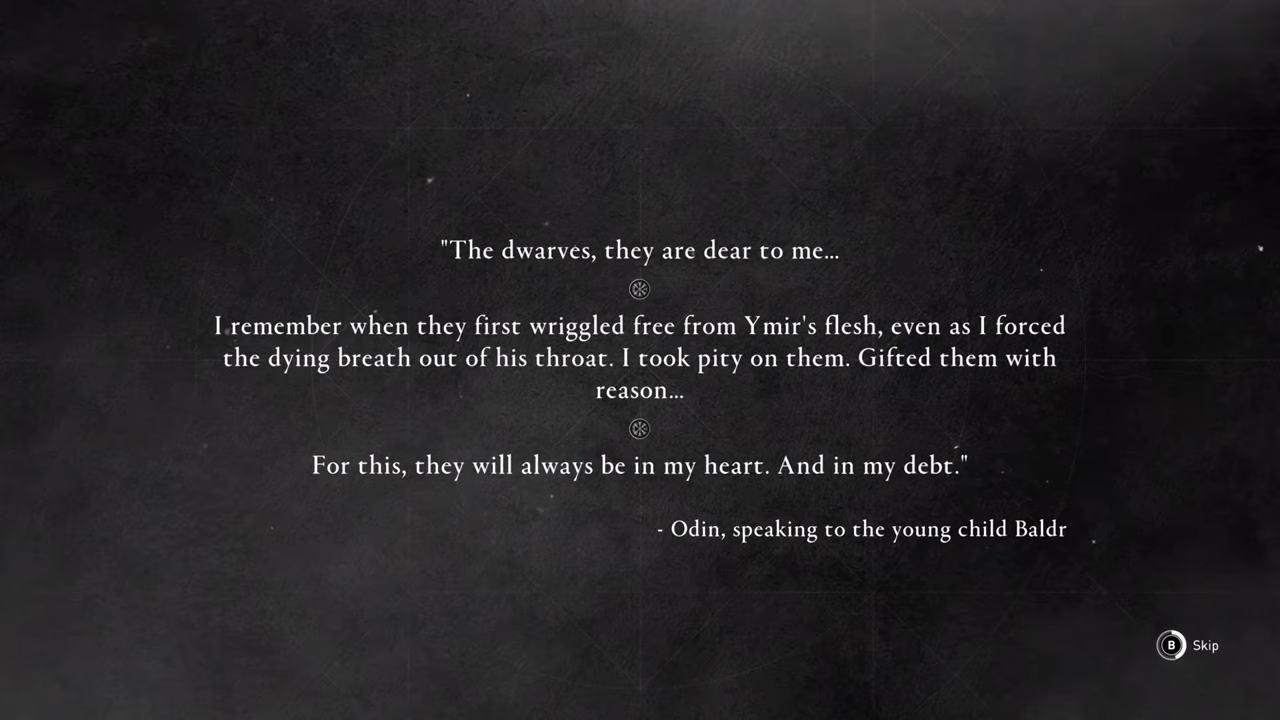 "The dwarves, they are dear to me...
I remember when they first wriggled free from Ymir's flesh, even as I forced
the dying breath out of his throat. I took pity on them. Gifted them with
reason...
For this, they will always be in my heart. And in my debt."
- Odin, speaking to the young child Baldr
B Skip